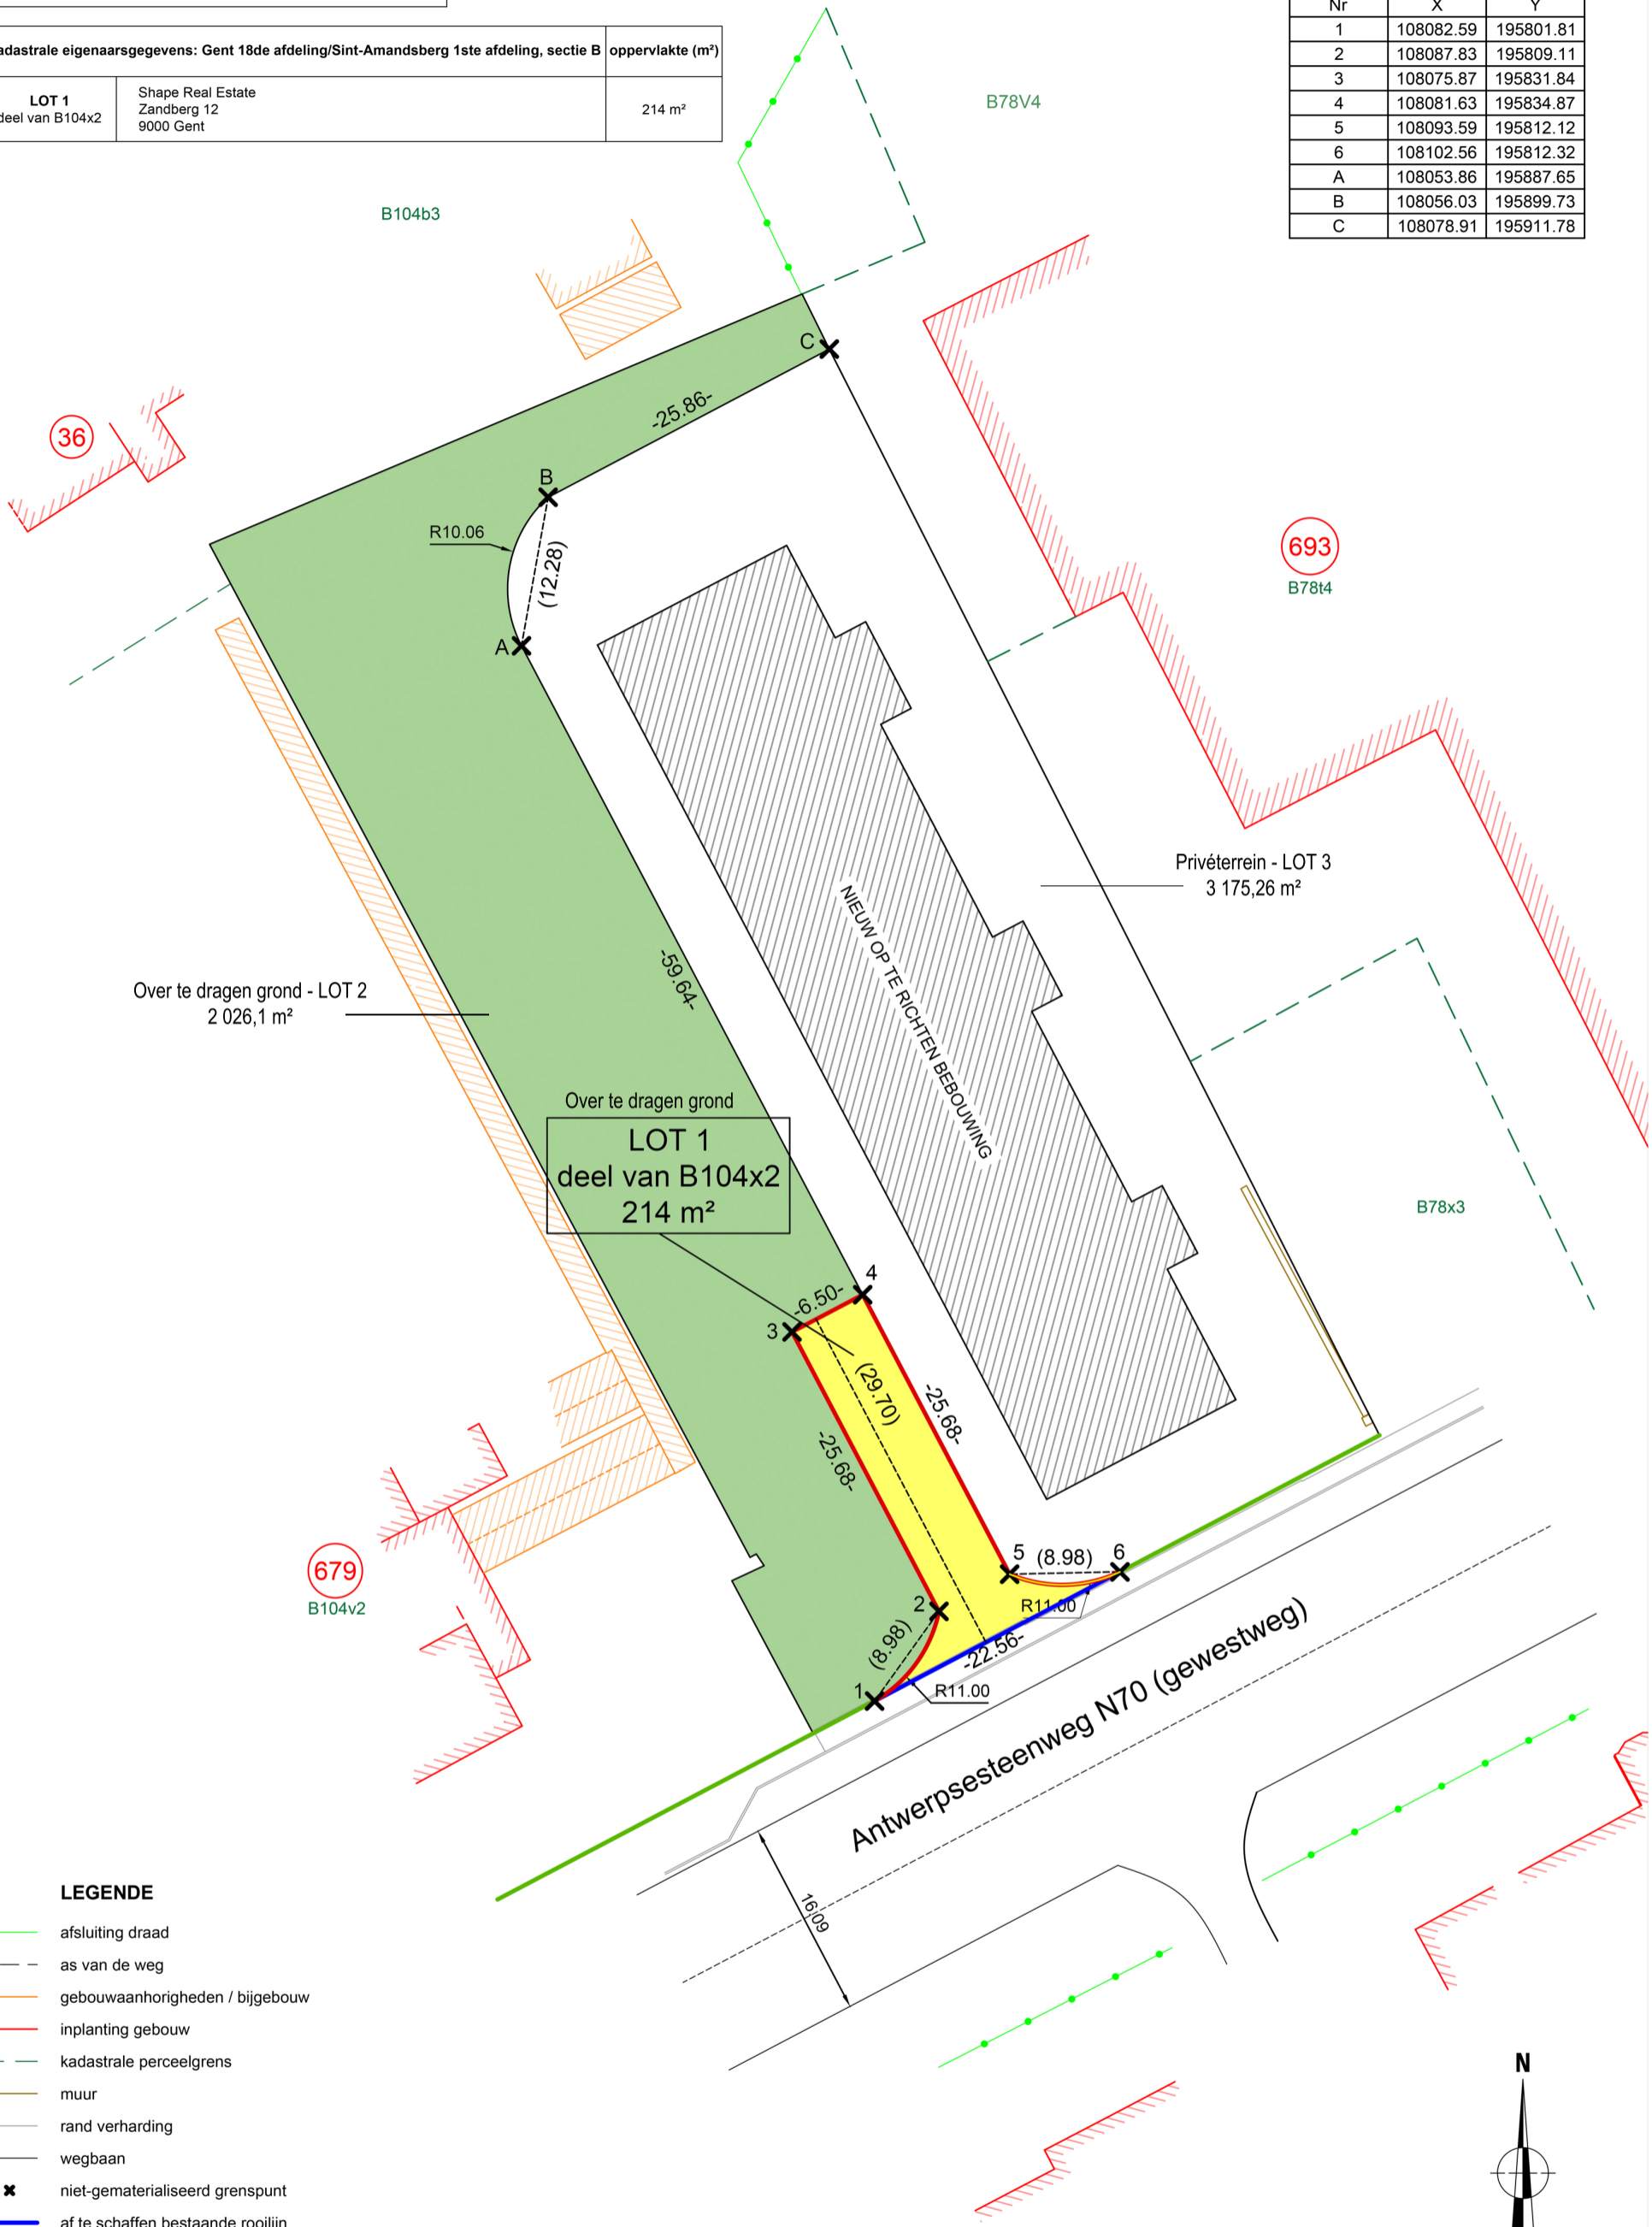 adastrale eigenaarsgegevens: Gent 18de afdeling/Sint-Amandsberg 1ste afdeling, sectie B oppervlakte (m²)
LOT 1
deel van B104x2
Shape Real Estate
Zandberg 12
9000 Gent
214 m²
Nr X Y
1 108082.59 195801.81
2 108087.83 195809.11
3 108075.87 195831.84
4 108081.63 195834.87
5 108093.59 195812.12
6 108102.56 195812.32
A 108053.86 195887.65
B 108056.03 195899.73
C 108078.91 195911.78
B78V4
B104b3
C
-25.86-
36
B
R10.06
(12.28)
A
693
B78t4
Privéterrein - LOT 3
3 175,26 m²
NIEUW OP TE RICHTEN BEBOUWING
-59.64-
Over te dragen grond - LOT 2
2 026,1 m²
Over te dragen grond
LOT 1
deel van B104x2
214 m²
B78x3
4
-6.50-
3
(29.70)
-25.68-
-25.68-
5
(8.98)
6
679
B104v2
2
R11.00
(8.98)
-22.56-
1
R11.00
Antwerpsesteenweg N70 (gewestweg)
16.09
LEGENDE
afsluiting draad
as van de weg
gebouwaanhorigheden / bijgebouw
inplanting gebouw
kadastrale perceelgrens
muur
rand verharding
wegbaan
niet-gematerialiseerd grenspunt
af te schaffen bestaande rooilijn
N